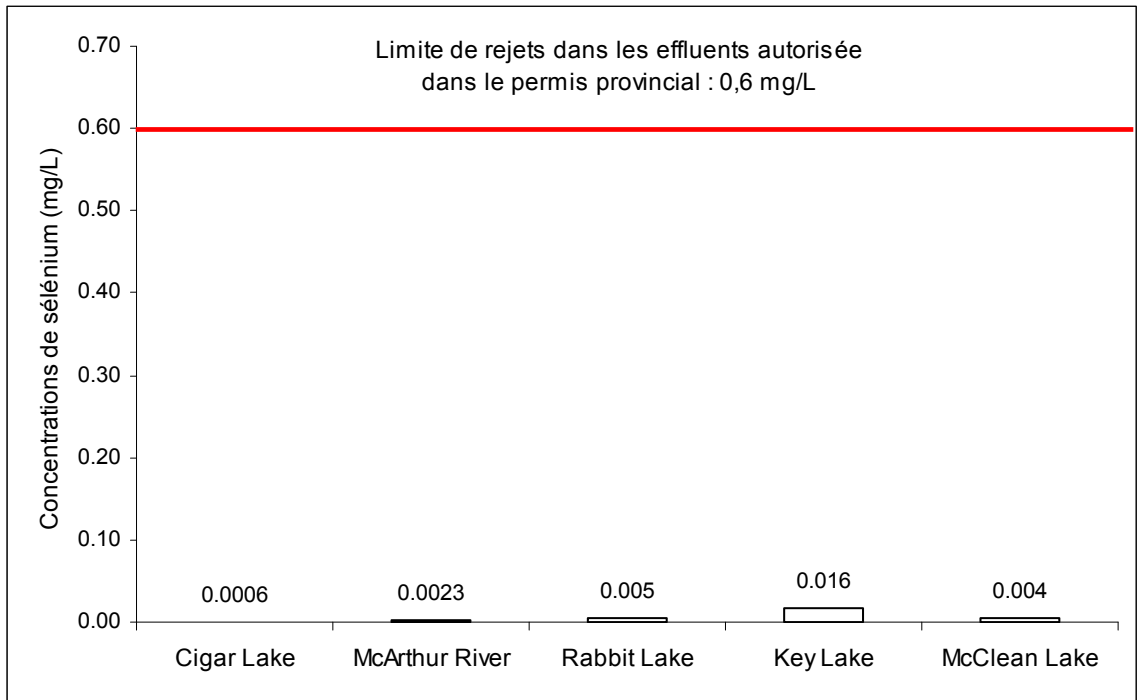 Limite de rejets dans les effluents autorisée
dans le permis provincial : 0,6 mg/L
Concentrations de sélénium (mg/L)
0.70
0.60
0.50
0.40
0.30
0.20
0.10
0.00
0.0006
0.0023
0.005
0.016
0.004
Cigar Lake
McArthur River
Rabbit Lake
Key Lake
McClean Lake